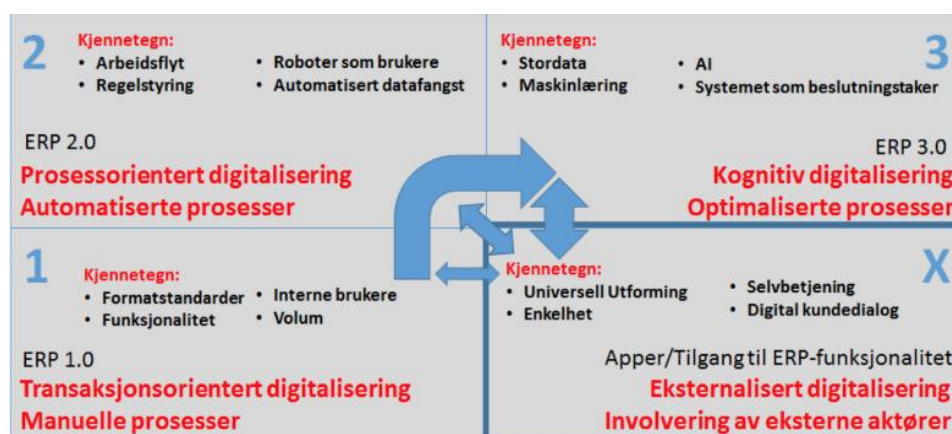 2
Kjennetegn:
• Arbeidsflyt
• Regelstyring
• Roboter som brukere
• Automatisert datafangst
ERP 2.0
Prosessorientert digitalisering
Automatiserte prosesser
3
Kjennetegn:
• Stordata
• Maskinlæring
• AI
• Systemet som beslutningstaker
ERP 3.0
Kognitiv digitalisering
Optimaliserte prosesser
1
Kjennetegn:
• Formatstandarder
• Funksjonalitet
• Interne brukere
• Volum
ERP 1.0
Transaksjonsorientert digitalisering
Manuelle prosesser
X
Kjennetegn:
• Universell Utforming
• Enkelhet
• Selvbetjening
• Digital kundedialog
Apper/Tilgang til ERP-funksjonalitet
Eksternalisert digitalisering
Involvering av eksterne aktører